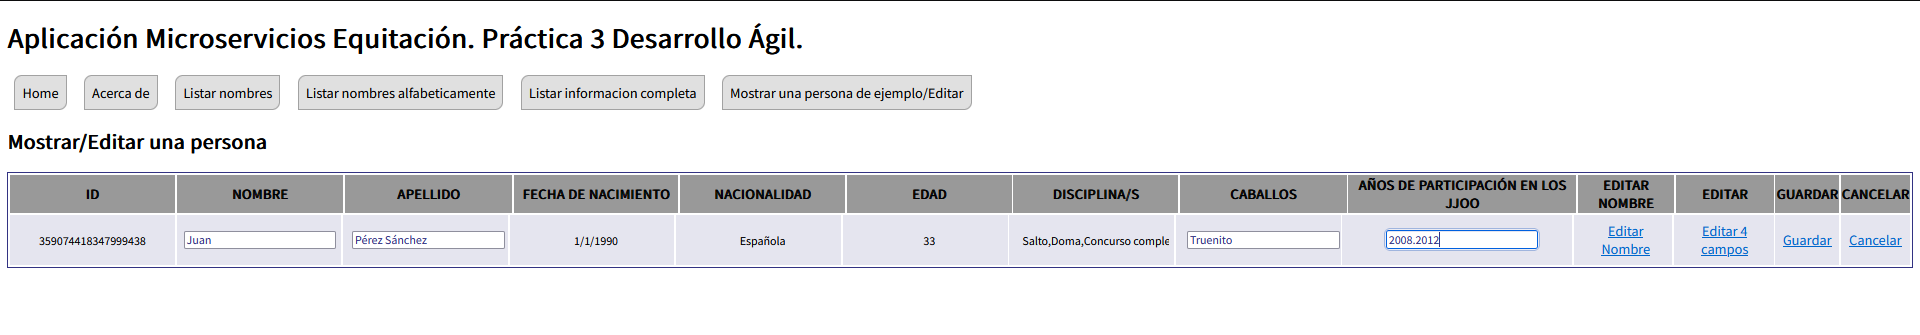 Aplicación Microservicios Equitación. Práctica 3 Desarrollo Ágil.
Home Acerca de Listar nombres Listar nombres alfabeticamente Listar informacion completa Mostrar una persona de ejemplo/Editar
Mostrar/Editar una persona
ID NOMBRE APELLIDO FECHA DE NACIMIENTO NACIONALIDAD EDAD DISCIPLINA/S CABALLOS AÑOS DE PARTICIPACIÓN EN LOS JJOO EDITAR NOMBRE EDITAR GUARDAR CANCELAR
359074418347999438 Juan Pérez Sánchez 1/1/1990 Española 33 Salto,Doma,Concurso comple Truenito 2008.2012 Editar Nombre Editar 4 campos Guardar Cancelar